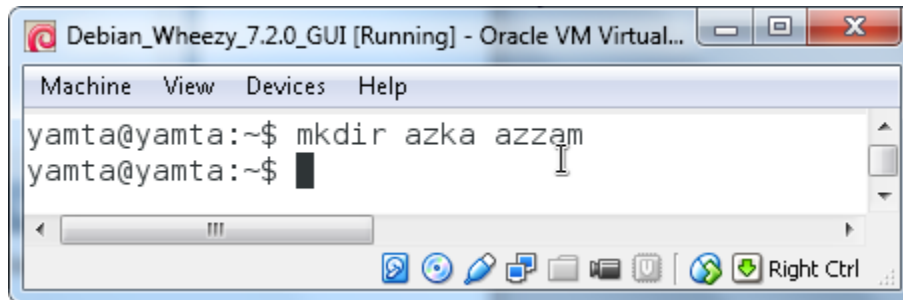 Debian_Wheezy_7.2.0_GUI [Running] - Oracle VM Virtual...
Machine View Devices Help
yamta@yamta:~$ mkdir azka azzam
yamta@yamta:~$
Right Ctrl